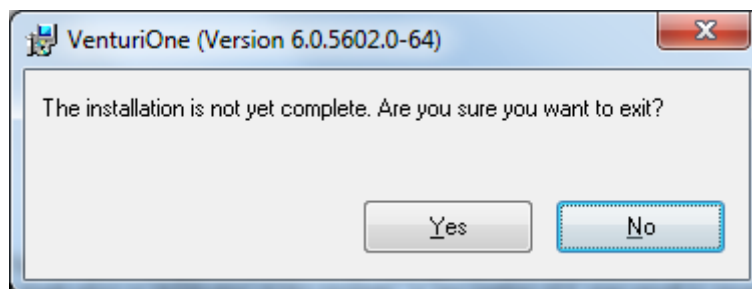 VenturiOne (Version 6.0.5602.0-64)
The installation is not yet complete. Are you sure you want to exit?
Yes
No